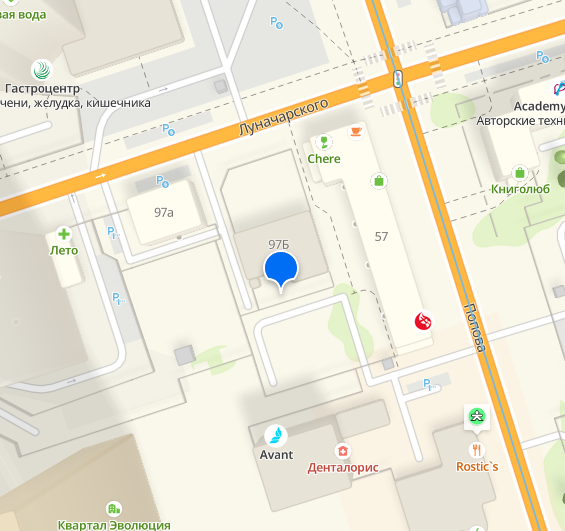 вая вода
Гастроцентр
чени, желудка, кишечника
Луначарского
Chere
Academy
Авторские техн
Книголюб
97а
Лето
97Б
57
Попова
Avant
Денталорис
Rostic`s
Квартал Эволюция
P
P
P
P
P
P
P